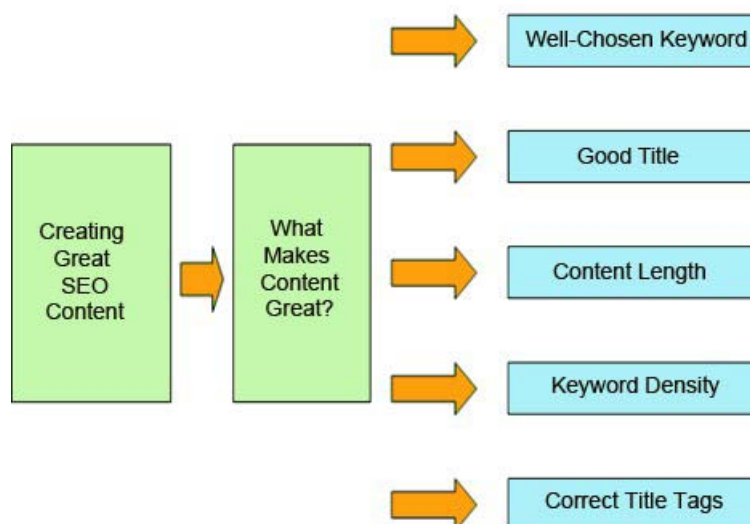 Creating
Great
SEO
Content
What
Makes
Content
Great?
Well-Chosen Keyword
Good Title
Content Length
Keyword Density
Correct Title Tags